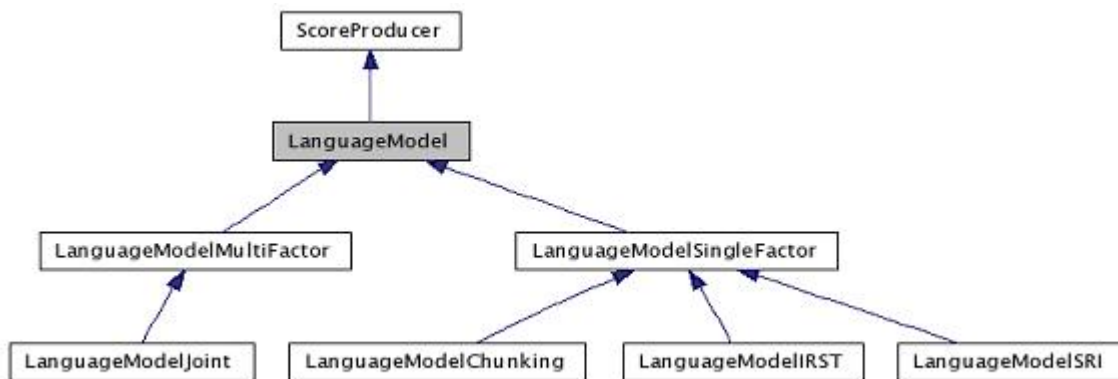 ScoreProducer
LanguageModel
LanguageModelMultiFactor
LanguageModelSingleFactor
LanguageModelJoint
LanguageModelChunking
LanguageModelIRST
LanguageModelSRI